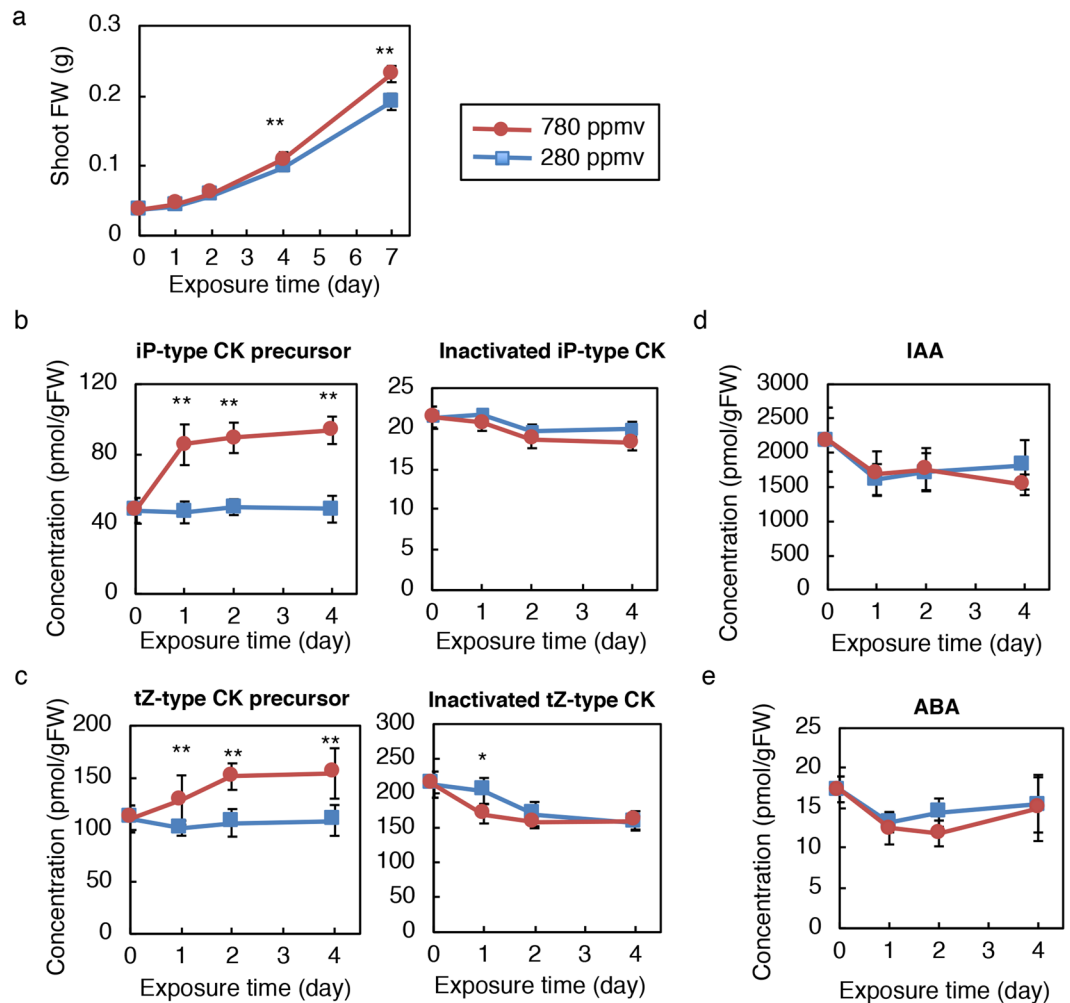 a
Shoot FW (g)
0.3
0.2
0.1
0
**
**
0 1 2 3 4 5 6 7
Exposure time (day)
780 ppmv
280 ppmv
b
iP-type CK precursor
Concentration (pmol/gFW)
120
80
40
0
** ** **
0 1 2 3 4
Exposure time (day)
Inactivated iP-type CK
25
20
15
10
5
0
0 1 2 3 4
Exposure time (day)
d
IAA
Concentration (pmol/gFW)
3000
2500
2000
1500
1000
500
0
0 1 2 3 4
Exposure time (day)
c
tZ-type CK precursor
Concentration (pmol/gFW)
200
150
100
50
0
** ** **
0 1 2 3 4
Exposure time (day)
Inactivated tZ-type CK
300
250
200
150
100
50
0
*
0 1 2 3 4
Exposure time (day)
e
ABA
Concentration (pmol/gFW)
25
20
15
10
5
0
0 1 2 3 4
Exposure time (day)